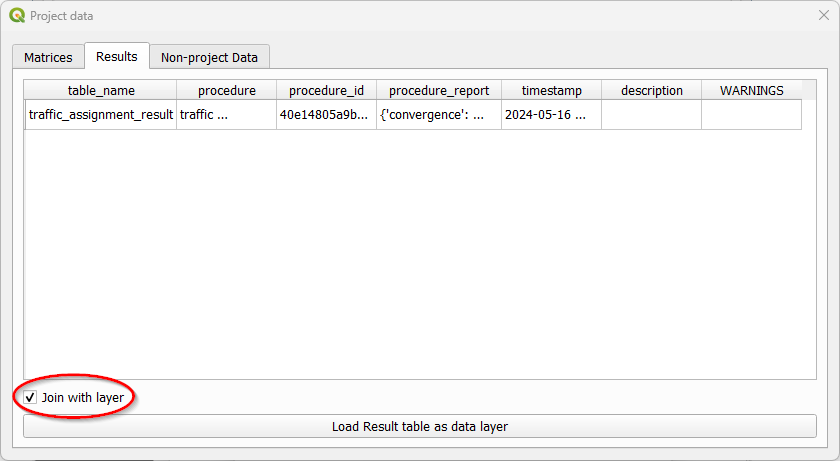 Project data
Matrices Results Non-project Data
table_name procedure procedure_id procedure_report timestamp description WARNINGS
traffic_assignment_result traffic ... 40e14805a9b... {'convergence': ... 2024-05-16 ...
Join with layer
Load Result table as data layer